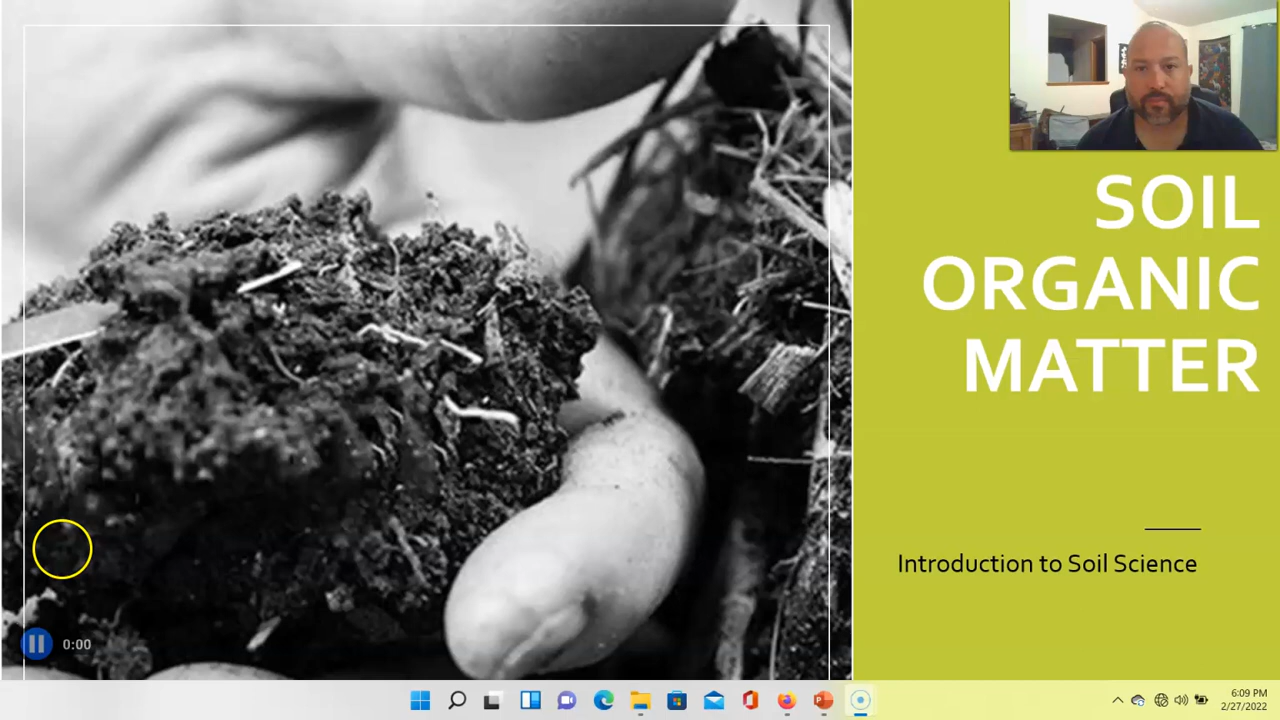 SOIL
ORGANIC
MATTER
Introduction to Soil Science
0:00
6:09 PM
2/27/2022